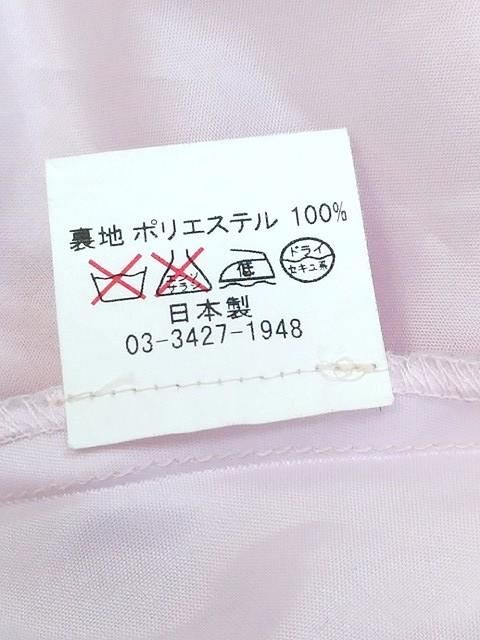 裏地 ポリエステル 100%
エンソ
サラシ
低
ドライ
セキユ系
日本製
03-3427-1948